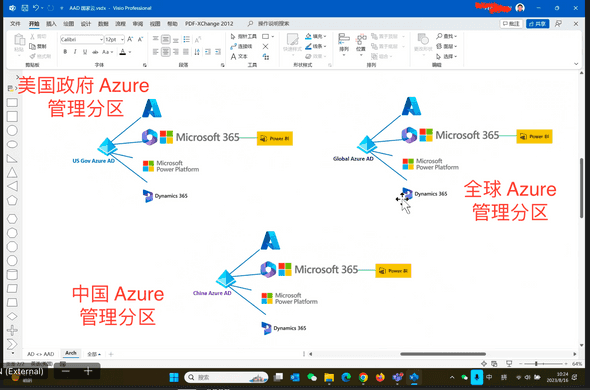 AAD 国家云.vsdx - Visio Professional
文件 开始 插入 绘图 设计 数据 流程 审阅 视图 帮助 PDF-XChange 2012 操作说明搜索
批注 共享
Calibri 12pt
指针工具
连接线
文本
填充
线条
效果
快速样式
排列 位置
查找
图层
选择
粘贴
剪贴板 字体 段落 工具 形状样式 排列 编辑
美国政府 Azure
管理分区
US Gov Azure AD
Microsoft 365
Power BI
Microsoft
Power Platform
Dynamics 365
Global Azure AD
Microsoft 365
Power BI
Microsoft
Power Platform
Dynamics 365
全球 Azure
管理分区
中国 Azure
管理分区
China Azure AD
Microsoft 365
Power BI
Microsoft
Power Platform
Dynamics 365
AD <> AAD Arch 全部
64%
(External)
搜索
中 拼
10:24
2023/8/16